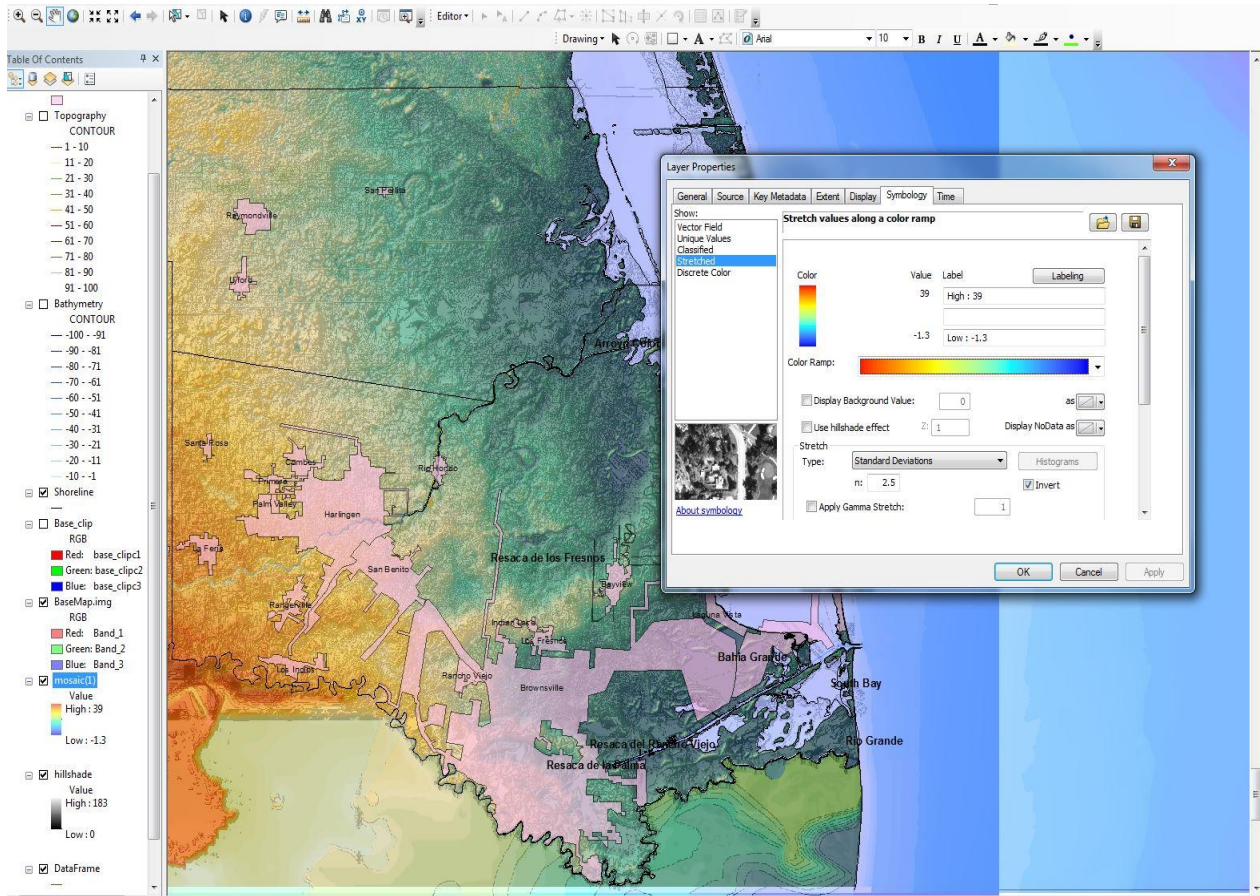 Editor
Drawing
Arial
10
B I U A
Table Of Contents
Topography
CONTOUR
1 - 10
11 - 20
21 - 30
31 - 40
41 - 50
51 - 60
61 - 70
71 - 80
81 - 90
91 - 100
Bathymetry
CONTOUR
-100 - -91
-90 - -81
-80 - -71
-70 - -61
-60 - -51
-50 - -41
-40 - -31
-30 - -21
-20 - -11
-10 - -1
Shoreline
Base_clip
RGB
Red: base_clipc1
Green: base_clipc2
Blue: base_clipc3
BaseMap.img
RGB
Red: Band_1
Green: Band_2
Blue: Band_3
mosaic(1)
Value
High : 39
Low : -1.3
hillshade
Value
High : 183
Low : 0
DataFrame
San Perlita
Raymondville
Lyford
Arroyo
Santa Rosa
Combes
Primera
Palm Valley
Rio Hondo
Harlingen
La Feria
San Benito
Resaca de los Fresnos
Bayview
Rangerville
Laguna Vista
Indian Lake
Los Fresnos
Los Indios
Rancho Viejo
Bahia Grande
Brownsville
South Bay
Resaca del Rancho Viejo
Rio Grande
Resaca de la Palma
Layer Properties
General Source Key Metadata Extent Display Symbology Time
Show:
Vector Field
Unique Values
Classified
Stretched
Discrete Color
About symbology
Stretch values along a color ramp
Color Value Label Labeling
39 High : 39
-1.3 Low : -1.3
Color Ramp:
Display Background Value: 0 as
Use hillshade effect Z: 1 Display NoData as
Stretch
Type: Standard Deviations Histograms
n: 2.5 Invert
Apply Gamma Stretch: 1
OK Cancel Apply